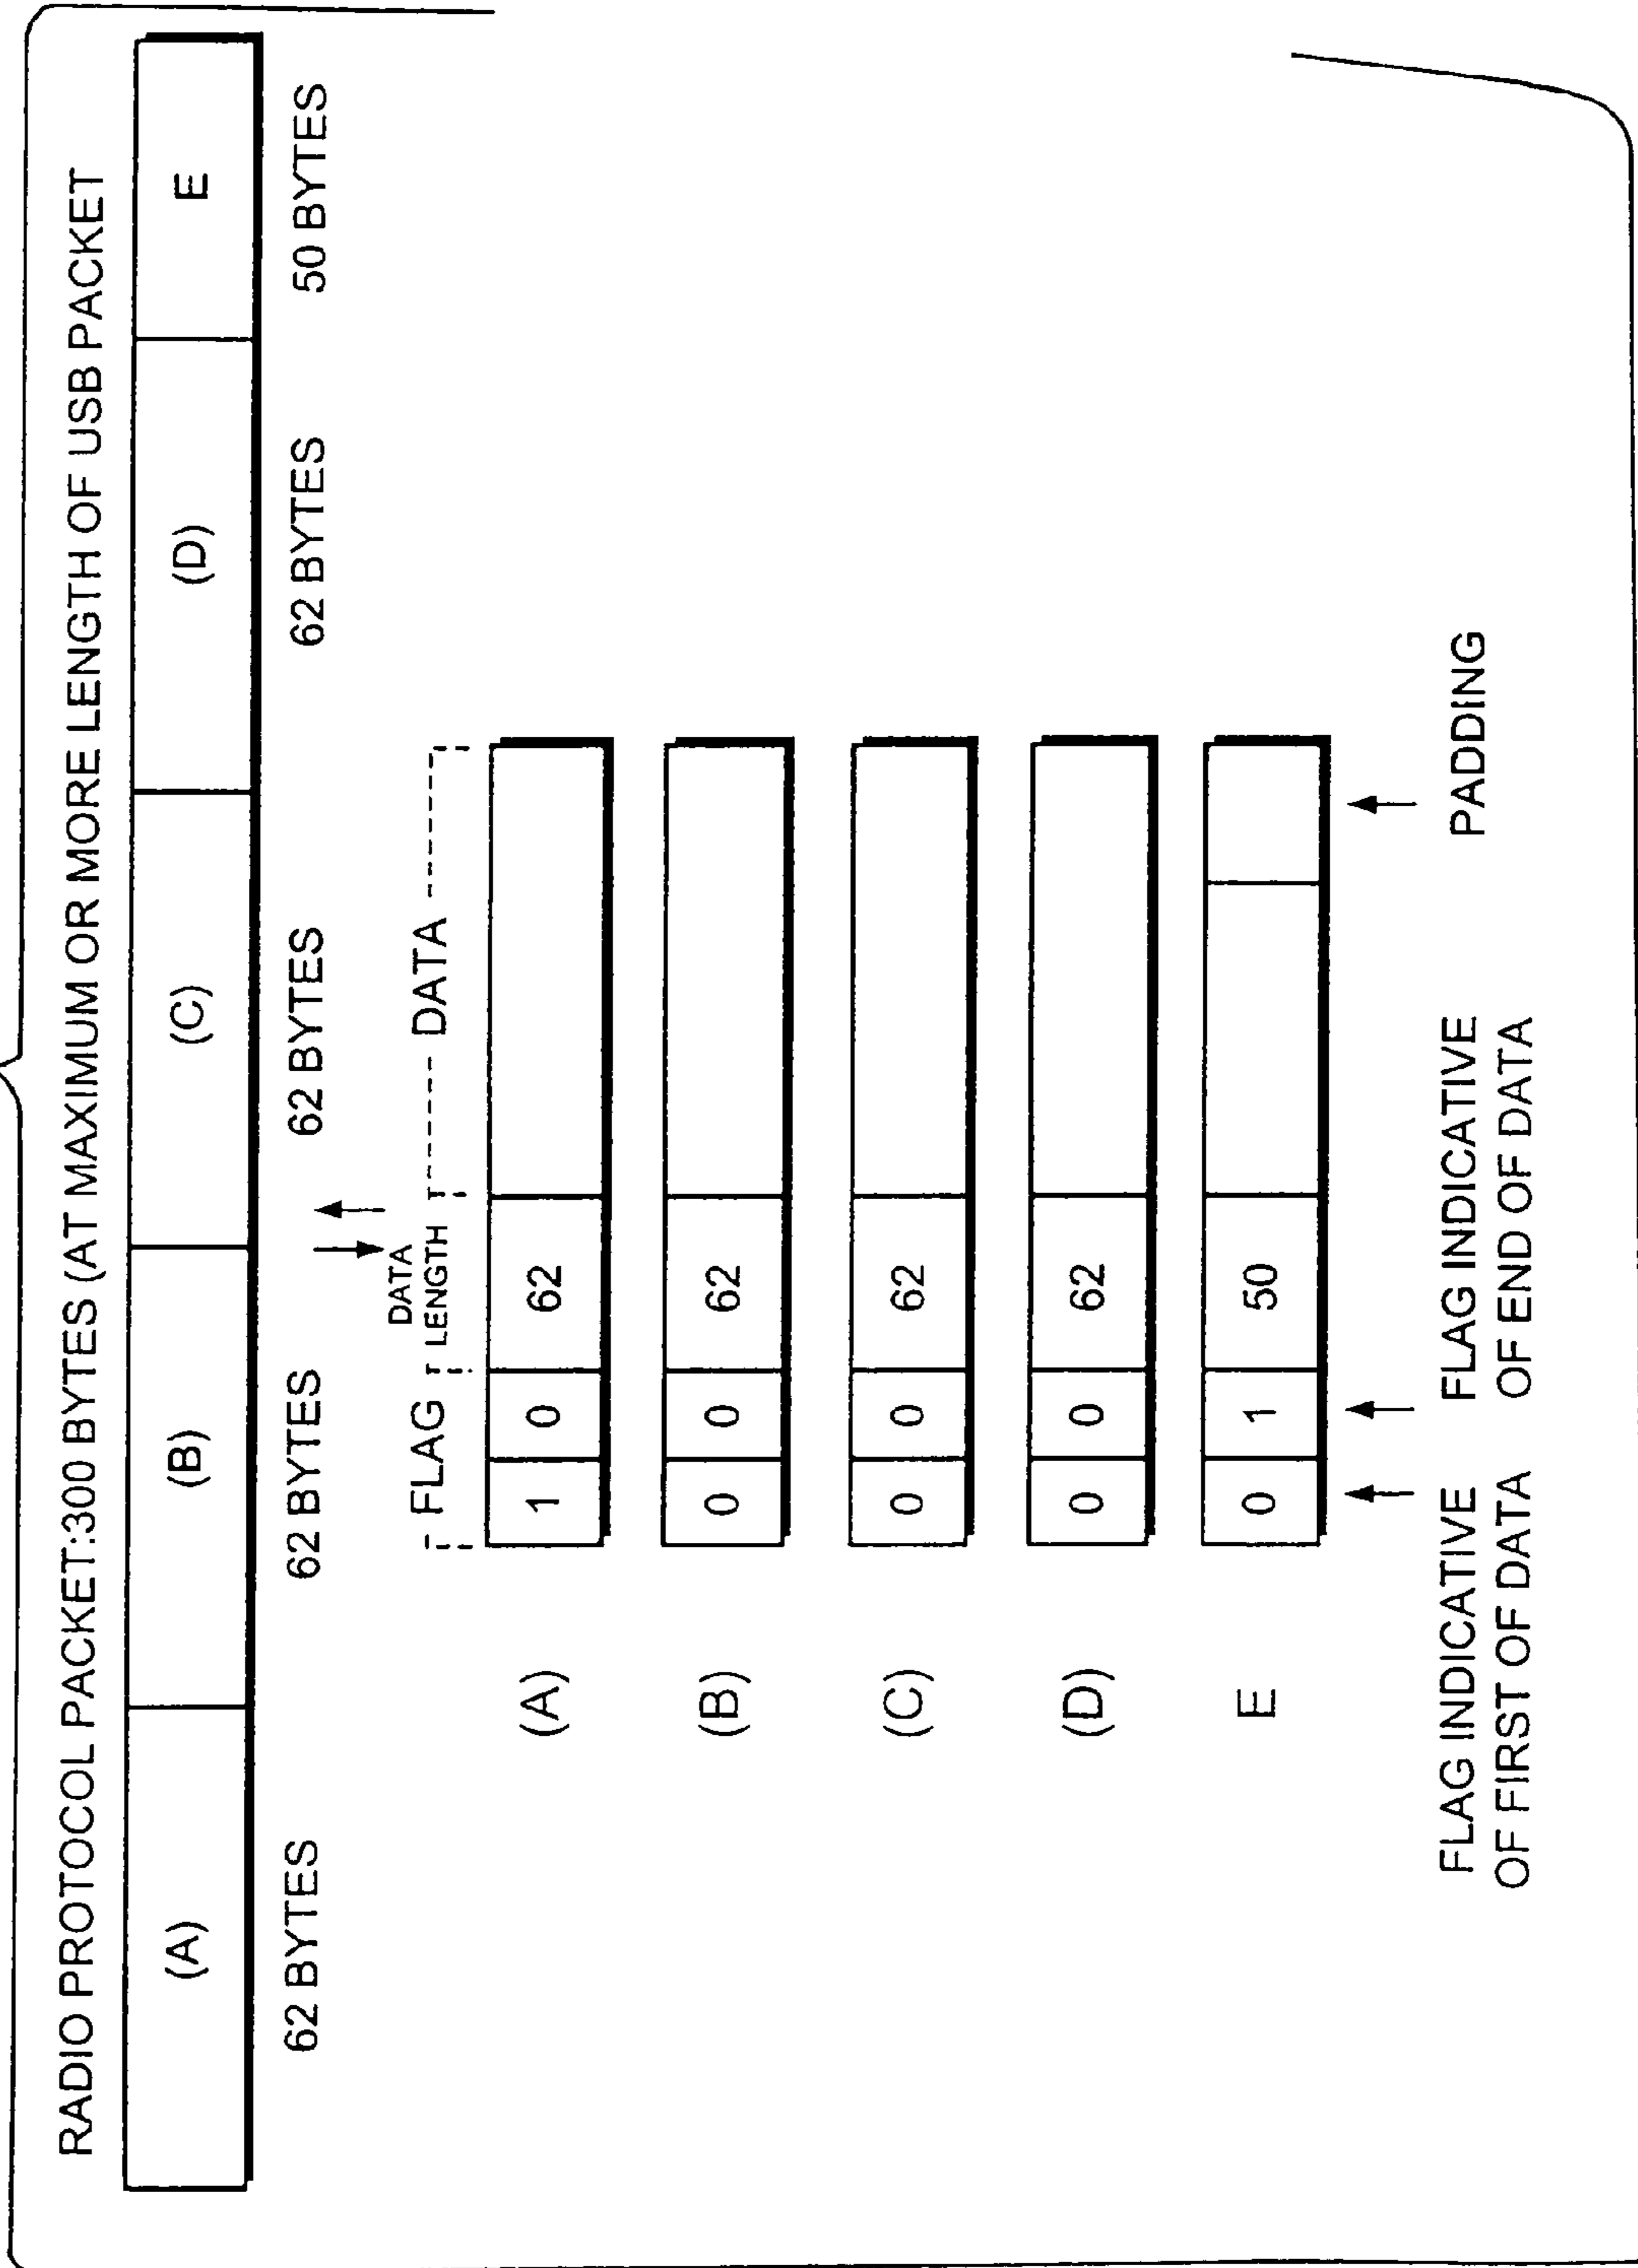 RADIO PROTOCOL PACKET:300 BYTES (AT MAXIMUM OR MORE LENGTH OF USB PACKET
(A) (B) (C) (D) E
62 BYTES 62 BYTES 62 BYTES 62 BYTES 50 BYTES
FLAG DATA LENGTH DATA
(A) 1 0 62
(B) 0 0 62
(C) 0 0 62
(D) 0 0 62
E 0 1 50
FLAG INDICATIVE FLAG INDICATIVE PADDING
OF FIRST OF DATA OF END OF DATA